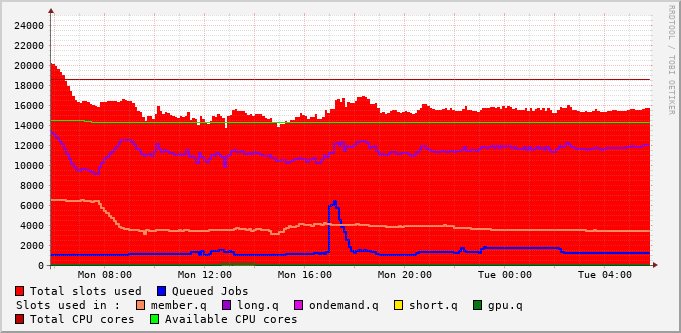 24000
22000
20000
18000
16000
14000
12000
10000
8000
6000
4000
2000
0
Mon 08:00 Mon 12:00 Mon 16:00 Mon 20:00 Tue 00:00 Tue 04:00
RRDTOOL / TOBI OETIKER
Total slots used Queued Jobs
Slots used in : member.q long.q ondemand.q short.q gpu.q
Total CPU cores Available CPU cores